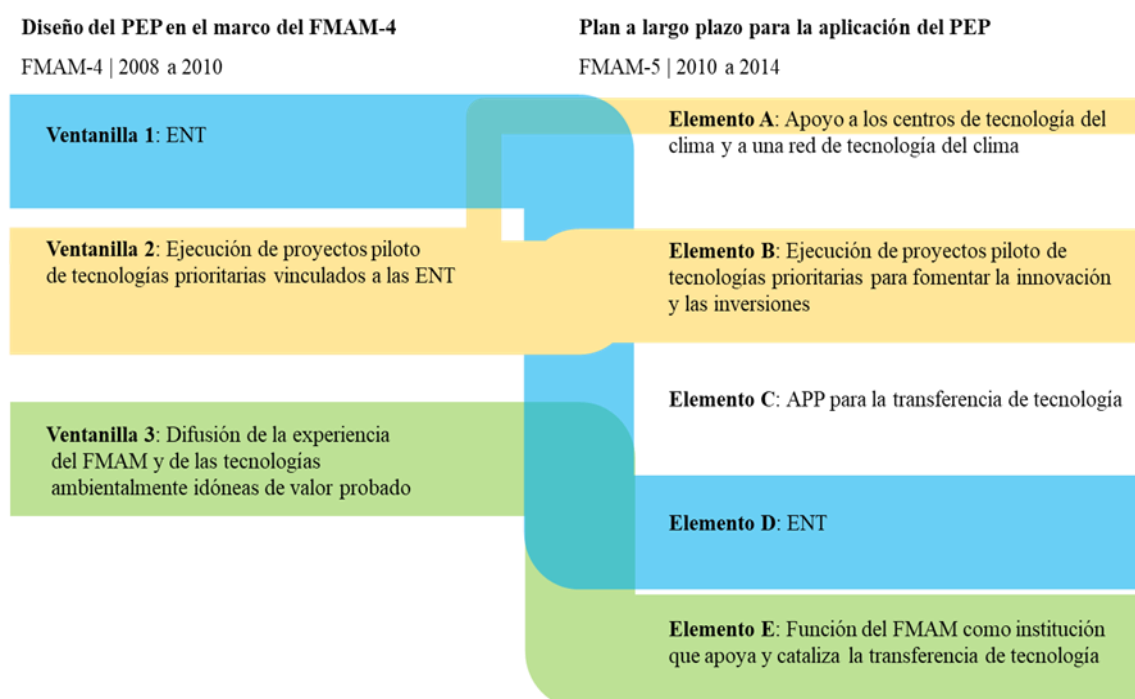 Diseño del PEP en el marco del FMAM-4
FMAM-4 | 2008 a 2010
Ventanilla 1: ENT
Ventanilla 2: Ejecución de proyectos piloto
de tecnologías prioritarias vinculados a las ENT
Ventanilla 3: Difusión de la experiencia
del FMAM y de las tecnologías
ambientalmente idóneas de valor probado
Plan a largo plazo para la aplicación del PEP
FMAM-5 | 2010 a 2014
Elemento A: Apoyo a los centros de tecnología del
clima y a una red de tecnología del clima
Elemento B: Ejecución de proyectos piloto de
tecnologías prioritarias para fomentar la innovación
y las inversiones
Elemento C: APP para la transferencia de tecnología
Elemento D: ENT
Elemento E: Función del FMAM como institución
que apoya y cataliza la transferencia de tecnología